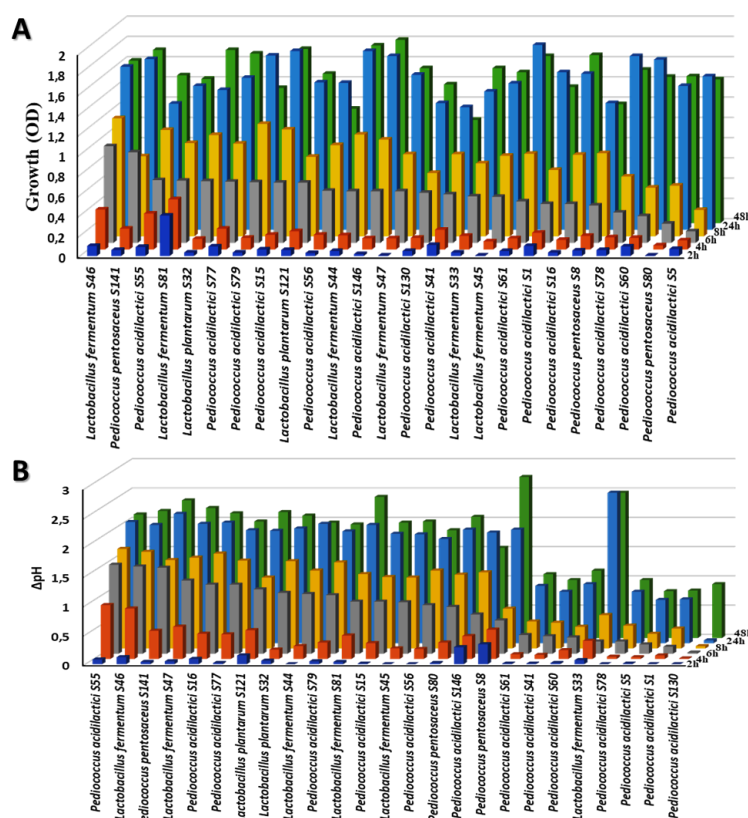 A
Growth (OD)
2
1,8
1,6
1,4
1,2
1
0,8
0,6
0,4
0,2
0
48h
24h
8h
6h
4h
2h
Lactobacillus fermentum S46
Pediococcus pentosaceus S141
Pediococcus acidilactici S55
Lactobacillus fermentum S81
Lactobacillus plantarum S32
Pediococcus acidilactici S77
Pediococcus acidilactici S79
Pediococcus acidilactici S15
Lactobacillus plantarum S121
Pediococcus acidilactici S56
Lactobacillus fermentum S44
Pediococcus acidilactici S146
Lactobacillus fermentum S47
Pediococcus acidilactici S130
Pediococcus acidilactici S41
Lactobacillus fermentum S33
Lactobacillus fermentum S45
Pediococcus acidilactici S61
Pediococcus acidilactici S1
Pediococcus acidilactici S16
Pediococcus pentosaceus S8
Pediococcus acidilactici S78
Pediococcus acidilactici S60
Pediococcus pentosaceus S80
Pediococcus acidilactici S5
B
ΔpH
3
2,5
2
1,5
1
0,5
0
48h
24h
8h
6h
4h
2h
Pediococcus acidilactici S55
Lactobacillus fermentum S46
Pediococcus pentosaceus S141
Lactobacillus fermentum S47
Pediococcus acidilactici S16
Pediococcus acidilactici S77
Lactobacillus plantarum S121
Lactobacillus plantarum S32
Lactobacillus fermentum S44
Pediococcus acidilactici S79
Lactobacillus fermentum S81
Pediococcus acidilactici S15
Lactobacillus fermentum S45
Pediococcus acidilactici S56
Pediococcus pentosaceus S80
Pediococcus acidilactici S146
Pediococcus pentosaceus S8
Pediococcus acidilactici S61
Pediococcus acidilactici S41
Pediococcus acidilactici S60
Lactobacillus fermentum S33
Pediococcus acidilactici S78
Pediococcus acidilactici S5
Pediococcus acidilactici S1
Pediococcus acidilactici S130